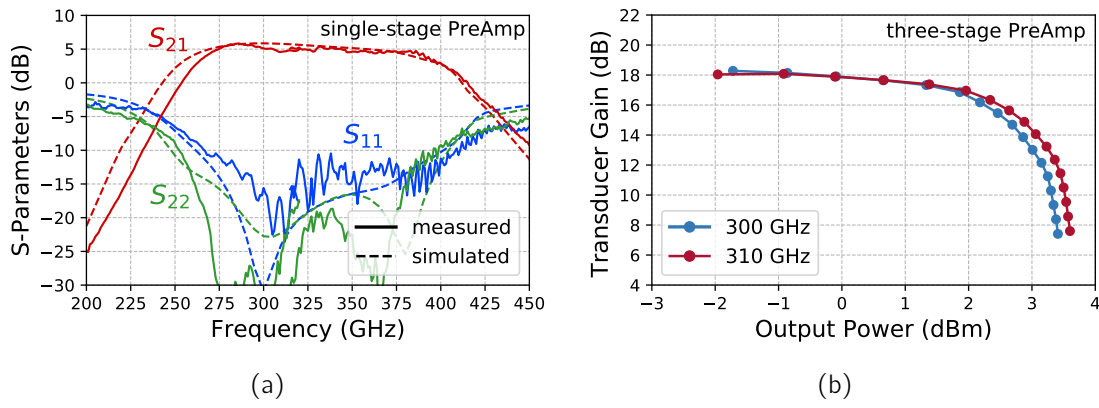 single-stage PreAmp
S21
S11
S22
measured
simulated
10
5
0
−5
−10
−15
−20
−25
−30
200 225 250 275 300 325 350 375 400 425 450
S-Parameters (dB)
Frequency (GHz)
(a)
three-stage PreAmp
300 GHz
310 GHz
22
20
18
16
14
12
10
8
6
4
−3 −2 −1 0 1 2 3 4
Transducer Gain (dB)
Output Power (dBm)
(b)